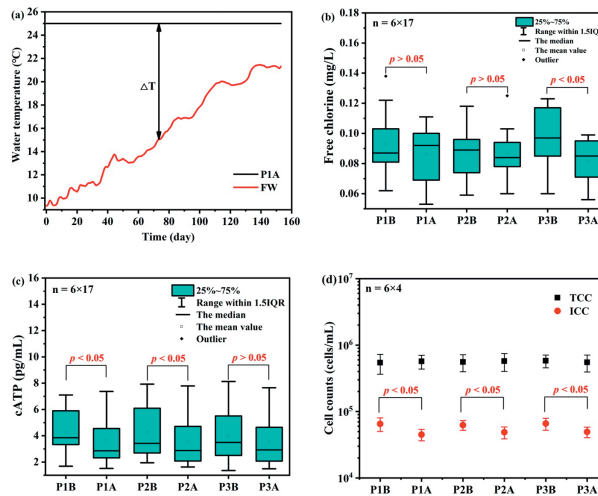 (a)
Water temperature (℃)
26
24
22
20
18
16
14
12
10
△T
P1A
FW
0 20 40 60 80 100 120 140 160
Time (day)
(b)
n = 6×17
25%~75%
Range within 1.5IQR
The median
The mean value
Outlier
Free chlorine (mg/L)
0.18
0.16
0.14
0.12
0.10
0.08
0.06
p > 0.05
p > 0.05
p < 0.05
P1B P1A P2B P2A P3B P3A
(c)
n = 6×17
25%~75%
Range within 1.5IQR
The median
The mean value
Outlier
cATP (pg/mL)
16
14
12
10
8
6
4
2
p < 0.05
p < 0.05
p > 0.05
P1B P1A P2B P2A P3B P3A
(d)
n = 6×4
TCC
ICC
Cell counts (cells/mL)
10⁷
10⁶
10⁵
10⁴
p < 0.05
p < 0.05
p < 0.05
P1B P1A P2B P2A P3B P3A